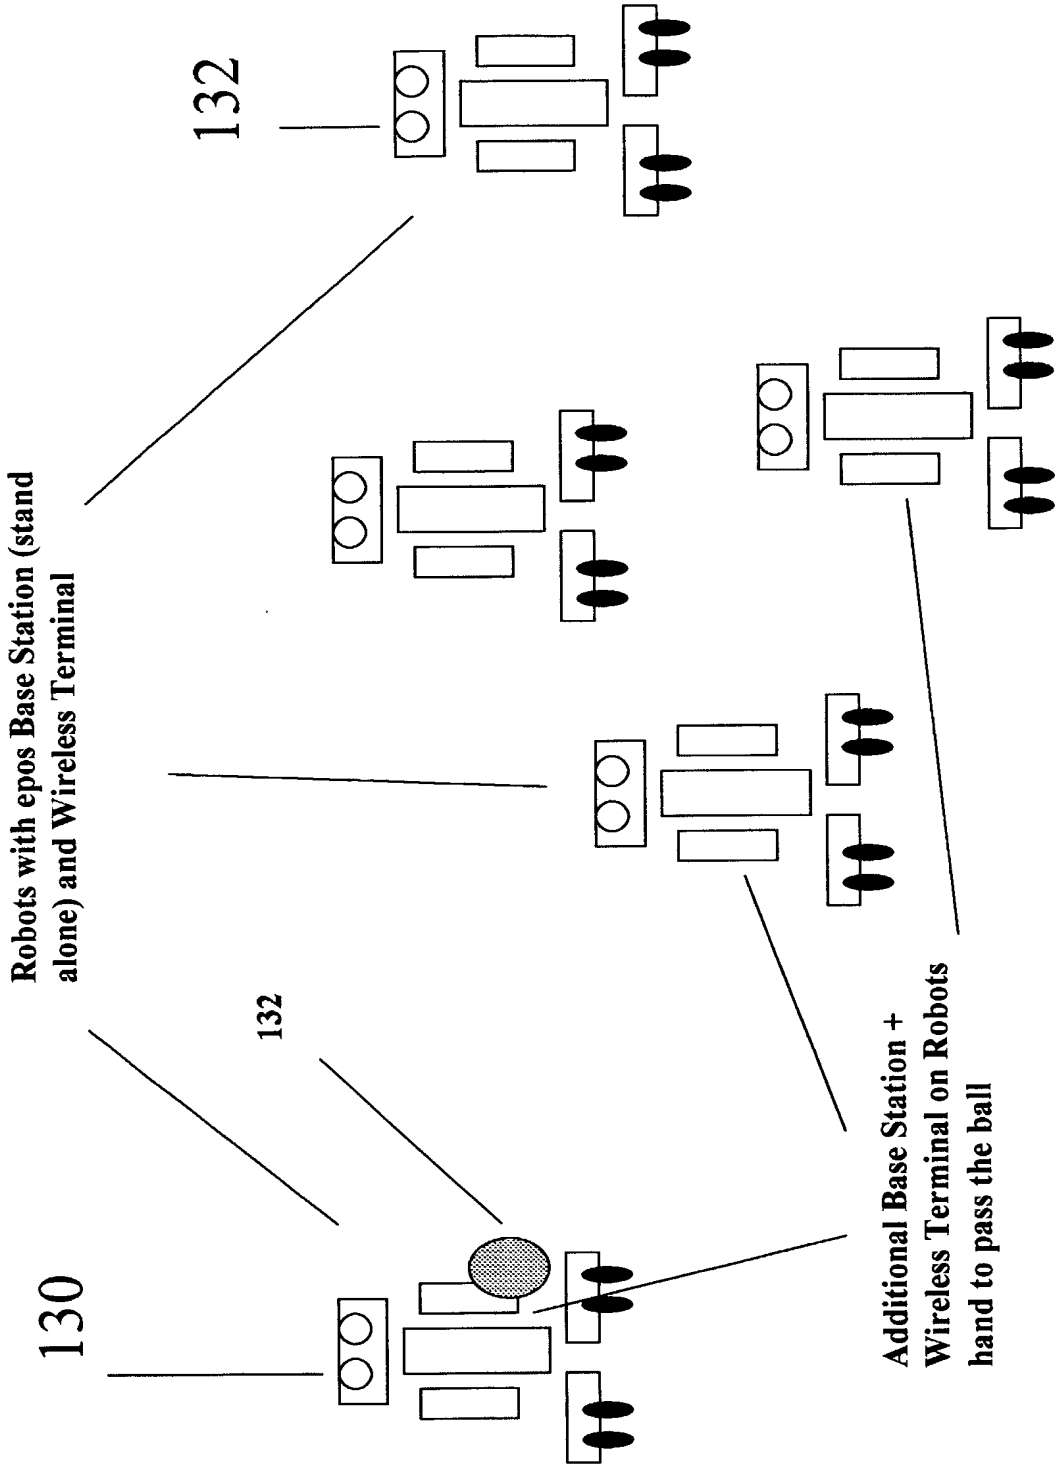 130
132
Robots with epos Base Station (stand
alone) and Wireless Terminal
132
Additional Base Station +
Wireless Terminal on Robots
hand to pass the ball